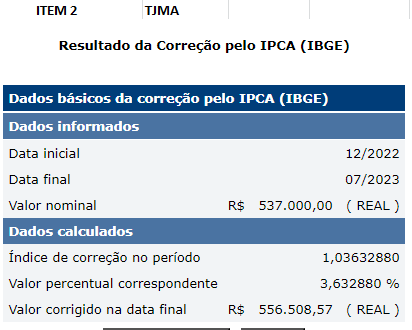 ITEM 2 TJMA
Resultado da Correção pelo IPCA (IBGE)
Dados básicos da correção pelo IPCA (IBGE)
Dados informados
Data inicial 12/2022
Data final 07/2023
Valor nominal R$ 537.000,00 ( REAL )
Dados calculados
Índice de correção no período 1,03632880
Valor percentual correspondente 3,632880 %
Valor corrigido na data final R$ 556.508,57 ( REAL )